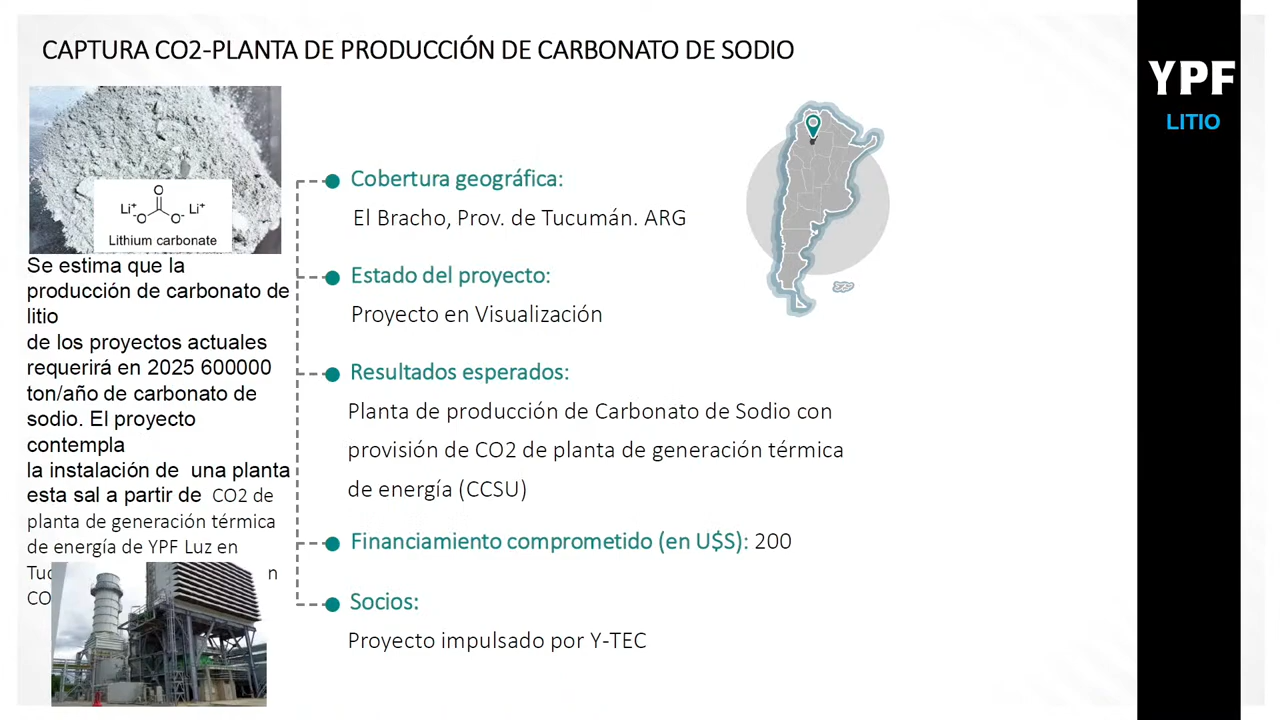 CAPTURA CO2-PLANTA DE PRODUCCIÓN DE CARBONATO DE SODIO
YPF
LITIO
O
Li⁺ Li⁺
-O O-
Lithium carbonate
Se estima que la
producción de carbonato de
litio
de los proyectos actuales
requerirá en 2025 600000
ton/año de carbonato de
sodio. El proyecto
contempla
la instalación de una planta
esta sal a partir de CO2 de
planta de generación térmica
de energía de YPF Luz en
Cobertura geográfica:
El Bracho, Prov. de Tucumán. ARG
Estado del proyecto:
Proyecto en Visualización
Resultados esperados:
Planta de producción de Carbonato de Sodio con
provisión de CO2 de planta de generación térmica
de energía (CCSU)
Financiamiento comprometido (en U$S): 200
Socios:
Proyecto impulsado por Y-TEC